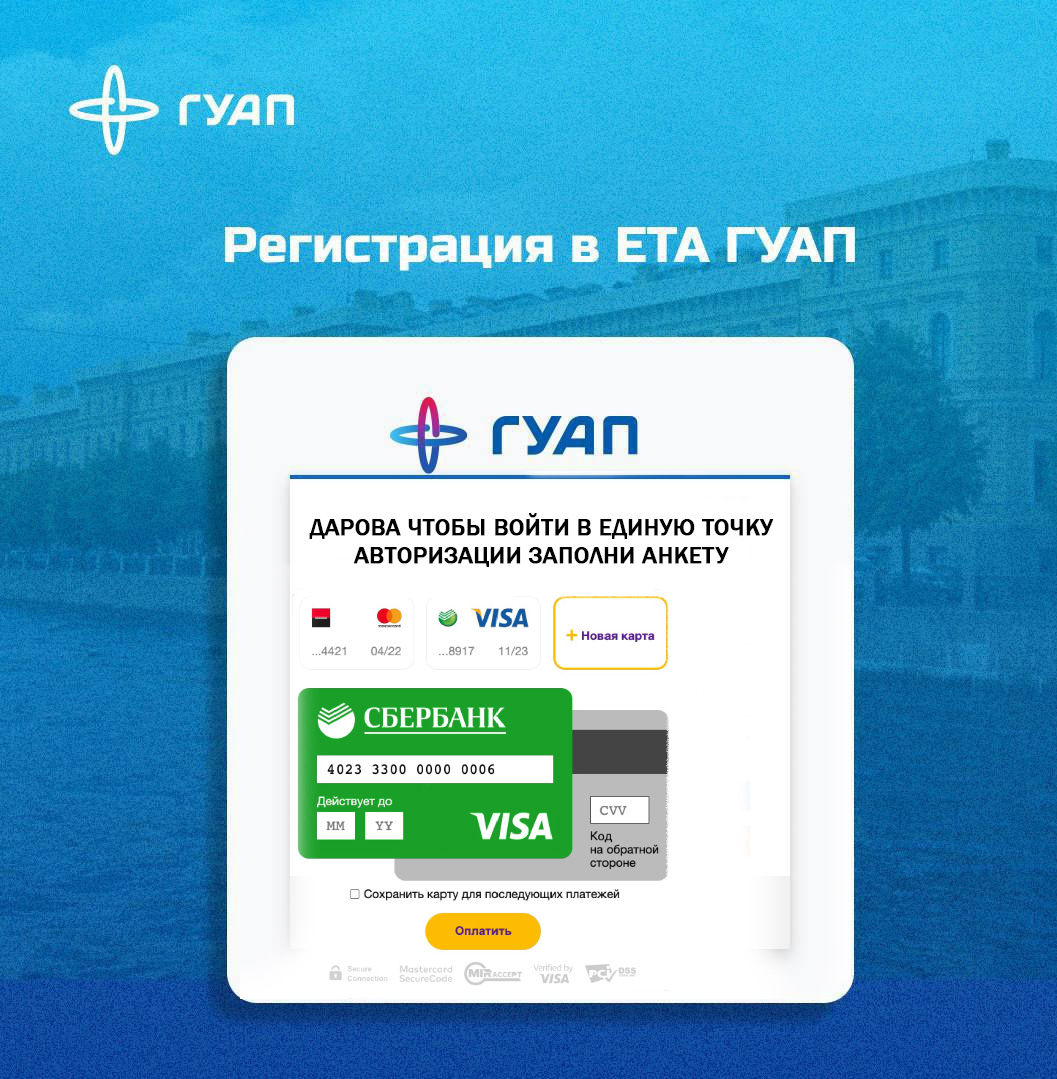 ГУАП
Регистрация в ЕТА ГУАП
ГУАП
ДАРОВА ЧТОБЫ ВОЙТИ В ЕДИНУЮ ТОЧКУ
АВТОРИЗАЦИИ ЗАПОЛНИ АНКЕТУ
mastercard
VISA
...4421 04/22
...8917 11/23
+ Новая карта
СБЕРБАНК
4023 3300 0000 0006
Действует до
MM YY
VISA
CVV
Код
на обратной
стороне
Сохранить карту для последующих платежей
Оплатить
Secure
Connection
Mastercard
SecureCode
MIR ACCEPT
Verified by
VISA
PCI DSS